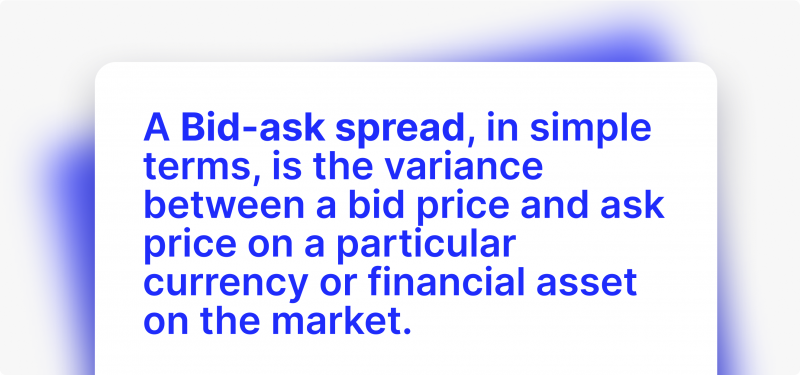 A Bid-ask spread, in simple
terms, is the variance
between a bid price and ask
price on a particular
currency or financial asset
on the market.